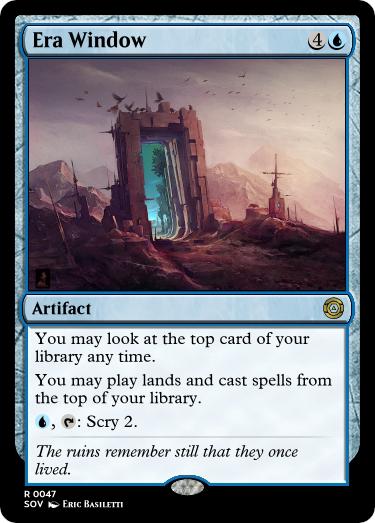 Era Window 4
Artifact
You may look at the top card of your
library any time.
You may play lands and cast spells from
the top of your library.
, : Scry 2.
The ruins remember still that they once
lived.
R 0047
SOV Eric Basiletti